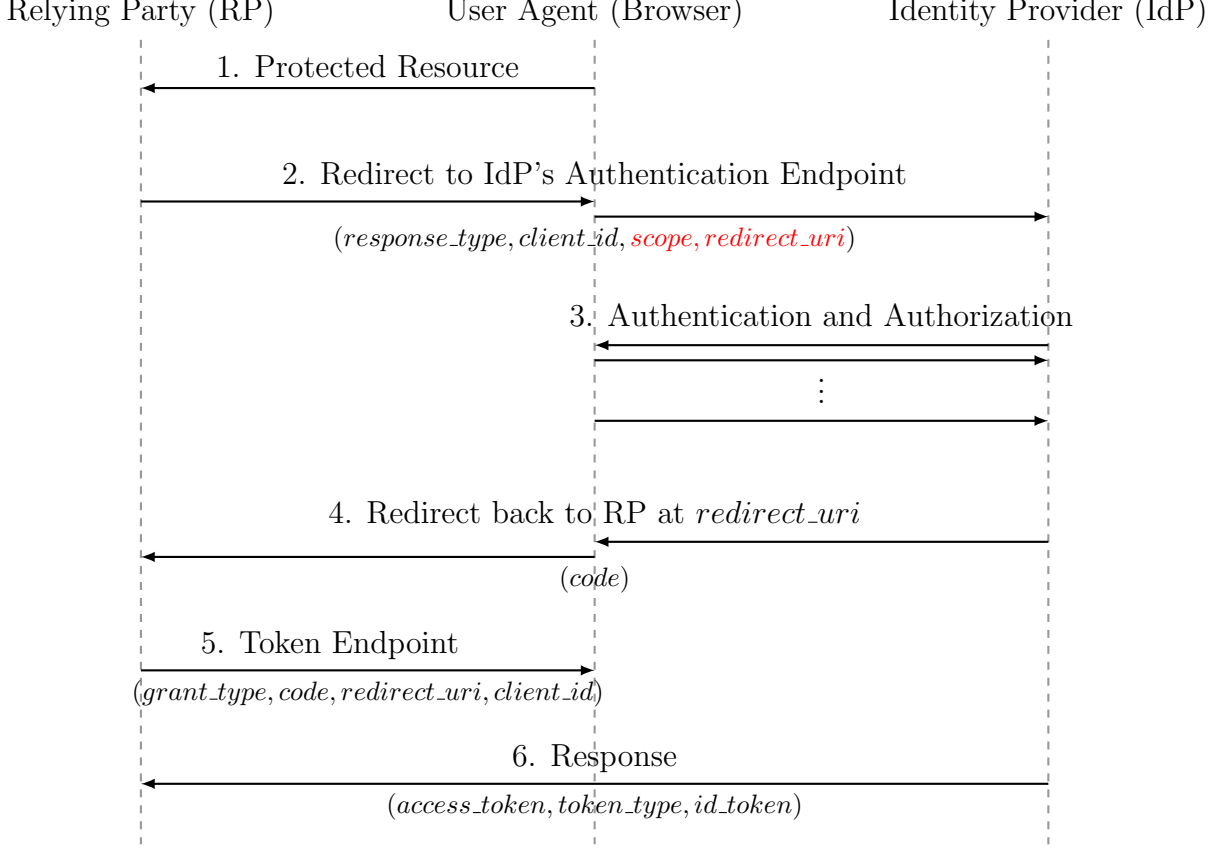 Relying Party (RP) User Agent (Browser) Identity Provider (IdP)
1. Protected Resource
2. Redirect to IdP's Authentication Endpoint
(response_type, client_id, scope, redirect_uri)
3. Authentication and Authorization
⋮
4. Redirect back to RP at redirect_uri
(code)
5. Token Endpoint
(grant_type, code, redirect_uri, client_id)
6. Response
(access_token, token_type, id_token)